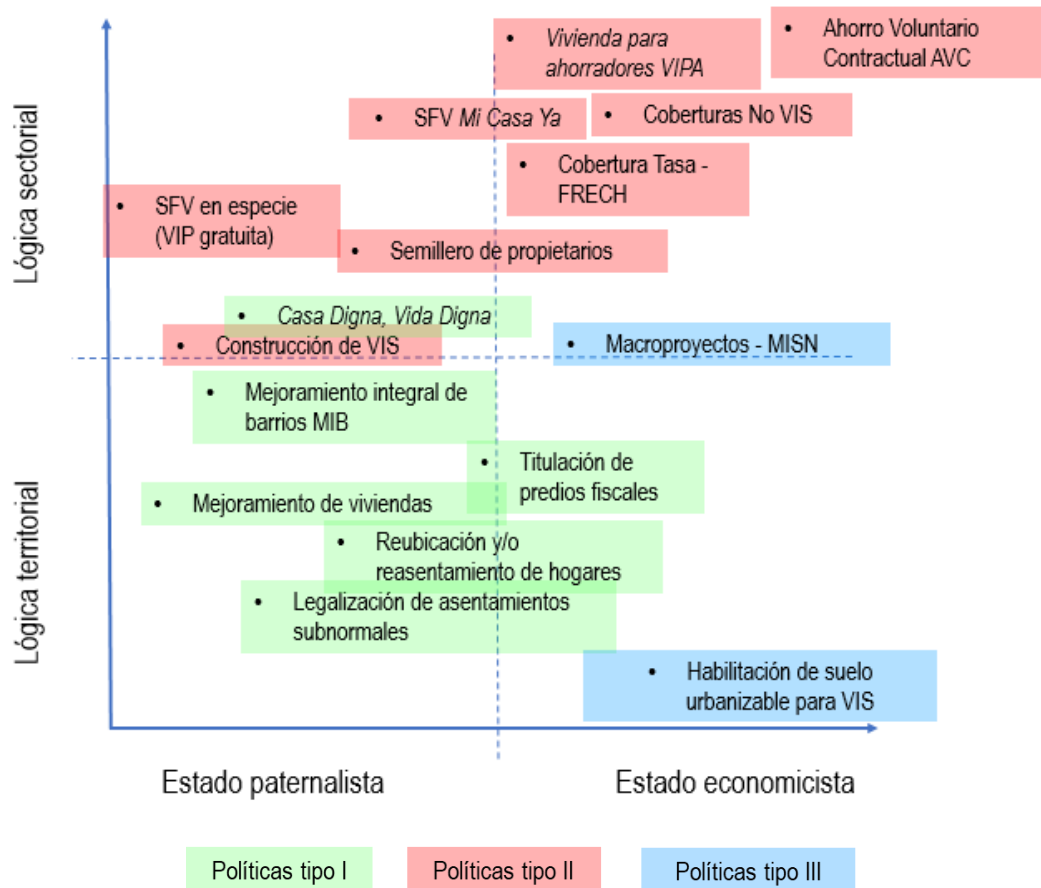 • Vivienda para
ahorradores VIPA
• Ahorro Voluntario
Contractual AVC
• SFV Mi Casa Ya
• Coberturas No VIS
• Cobertura Tasa -
FRECH
• SFV en especie
(VIP gratuita)
• Semillero de propietarios
• Casa Digna, Vida Digna
• Construcción de VIS
• Macroproyectos - MISN
• Mejoramiento integral de
barrios MIB
• Titulación de
predios fiscales
• Mejoramiento de viviendas
• Reubicación y/o
reasentamiento de hogares
• Legalización de asentamientos
subnormales
• Habilitación de suelo
urbanizable para VIS
Lógica sectorial
Lógica territorial
Estado paternalista
Estado economicista
Políticas tipo I
Políticas tipo II
Políticas tipo III